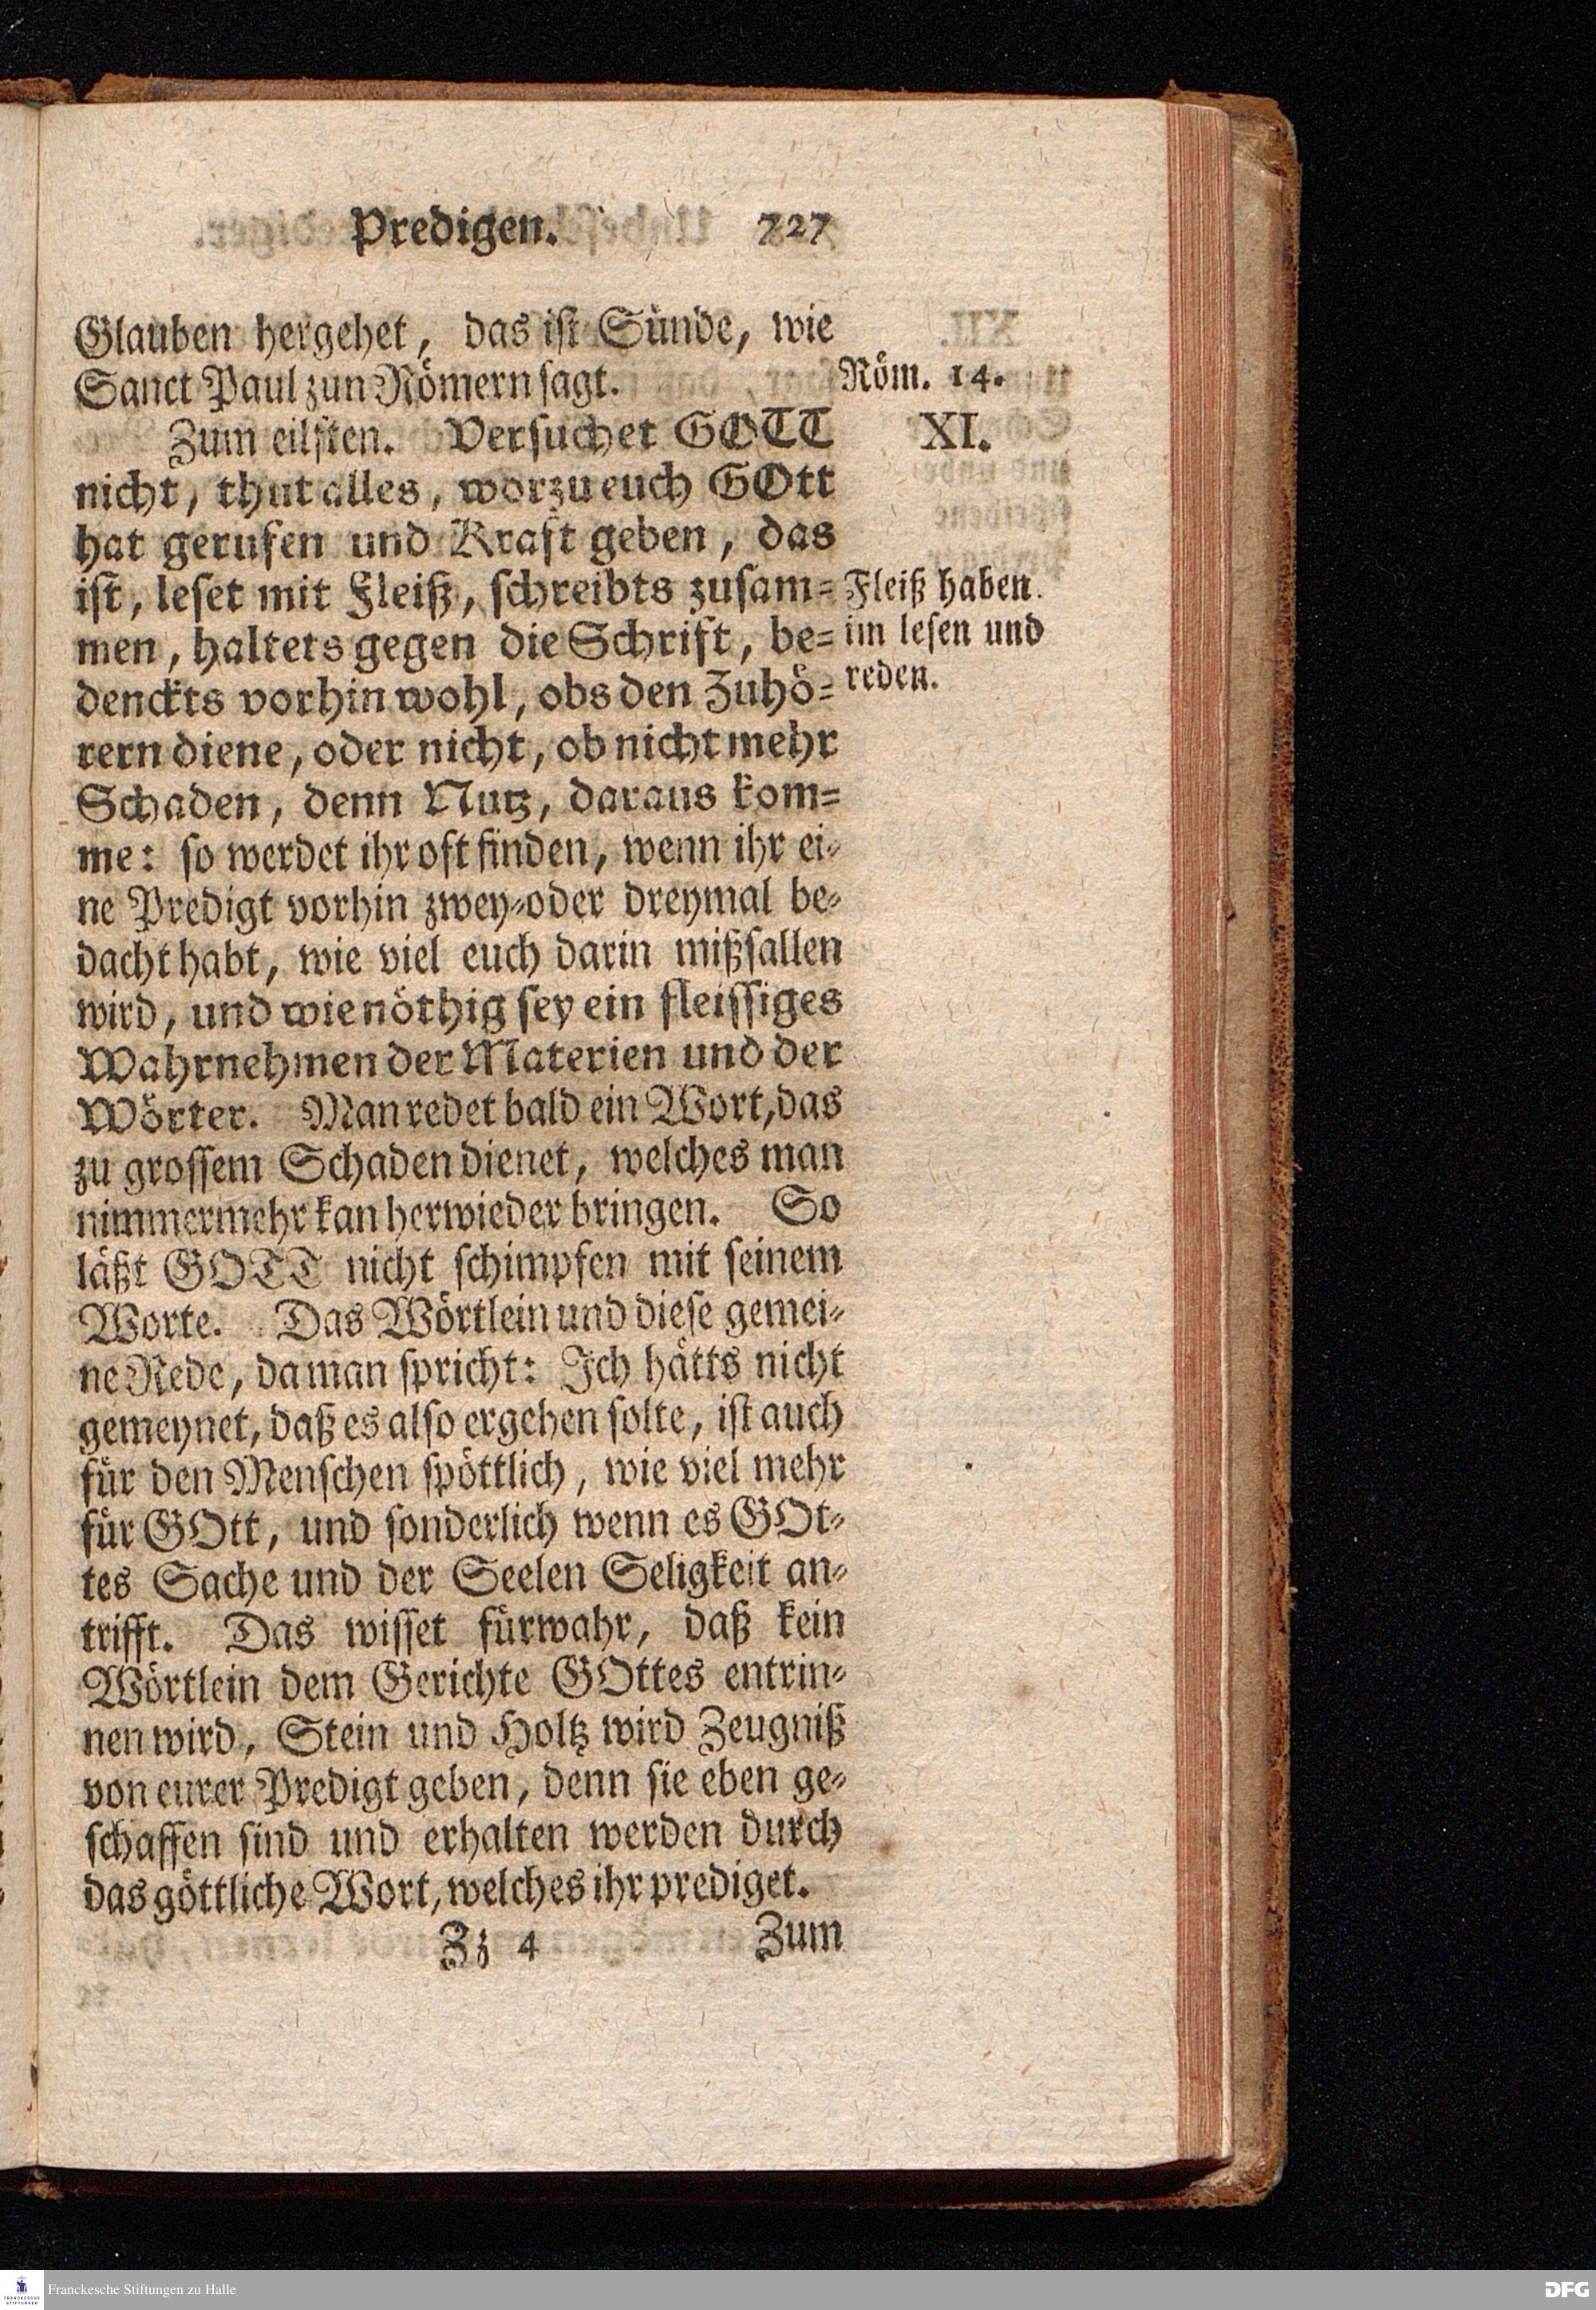 Predigen. 727
Glauben hergehet, das ist Sünde, wie
Sanct Paul zun Römern sagt. Röm. 14.
Zum eilften. Versuchet GOTT XI.
nicht, thut alles, worzu euch GOtt
hat gerufen und Kraft geben, das
ist, leset mit Fleiß, schreibts zusam- Fleiß haben
men, haltets gegen die Schrift, be- im lesen und
denckts vorhin wohl, obs den Zuhö- reden.
rern diene, oder nicht, ob nicht mehr
Schaden, denn Nutz, daraus kom-
me: so werdet ihr oft finden, wenn ihr ei-
ne Predigt vorhin zwey-oder dreymal be-
dacht habt, wie viel euch darin mißfallen
wird, und wie nöthig sey ein fleissiges
Wahrnehmen der Materien und der
Wörter. Man redet bald ein Wort, das
zu grossem Schaden dienet, welches man
nimmermehr kan herwieder bringen. So
läßt GOTT nicht schimpfen mit seinem
Worte. Das Wörtlein und diese gemei-
ne Rede, da man spricht: Ich hätts nicht
gemeynet, daß es also ergehen solte, ist auch
für den Menschen spöttlich, wie viel mehr
für GOtt, und sonderlich wenn es GOt-
tes Sache und der Seelen Seligkeit an-
trifft. Das wisset fürwahr, daß kein
Wörtlein dem Gerichte GOttes entrin-
nen wird, Stein und Holtz wird Zeugniß
von eurer Predigt geben, denn sie eben ge-
schaffen sind und erhalten werden durch
das göttliche Wort, welches ihr prediget.
Zz 4 Zum
Franckesche Stiftungen zu Halle
FRANCKESCHE STIFTUNGEN
DFG